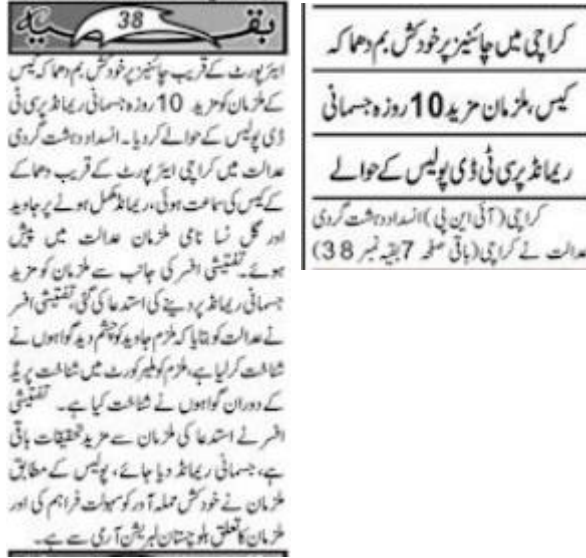 کراچی میں چائنیز پر خودکش بم دھماکہ
کیس، ملزمان مزید 10 روزہ جسمانی
ریمانڈ پر سی ٹی ڈی پولیس کے حوالے
کراچی (آئی این پی) انسداد دہشت گردی
عدالت نے کراچی (باقی صفحہ 7 بقیہ نمبر 38)
بقیہ 38
ایئرپورٹ کے قریب چائنیز پر خودکش بم دھماکہ کیس
کے ملزمان کو مزید 10 روزہ جسمانی ریمانڈ پر سی ٹی
ڈی پولیس کے حوالے کر دیا۔ انسداد دہشت گردی
عدالت میں کراچی ایئر پورٹ کے قریب دھماکے
کے کیس کی سماعت ہوئی، ریمانڈ مکمل ہونے پر جاوید
اور گل نسا نامی ملزمان عدالت میں پیش
ہوئے۔ تفتیشی افسر کی جانب سے ملزمان کو مزید
جسمانی ریمانڈ پر دینے کی استدعا کی گئی، تفتیشی افسر
نے عدالت کو بتایا کہ ملزم جاوید کو چشم دید گواہوں نے
شناخت کر لیا ہے، ملزم کو ملیر کورٹ میں شناخت پریڈ
کے دوران گواہوں نے شناخت کیا ہے۔ تفتیشی
افسر نے استدعا کی ملزمان سے مزید تحقیقات باقی
ہے، جسمانی ریمانڈ دیا جائے، پولیس کے مطابق
ملزمان نے خودکش حملہ آور کو سہولت فراہم کی اور
ملزمان کا تعلق بلوچستان لبریشن آرمی سے ہے۔